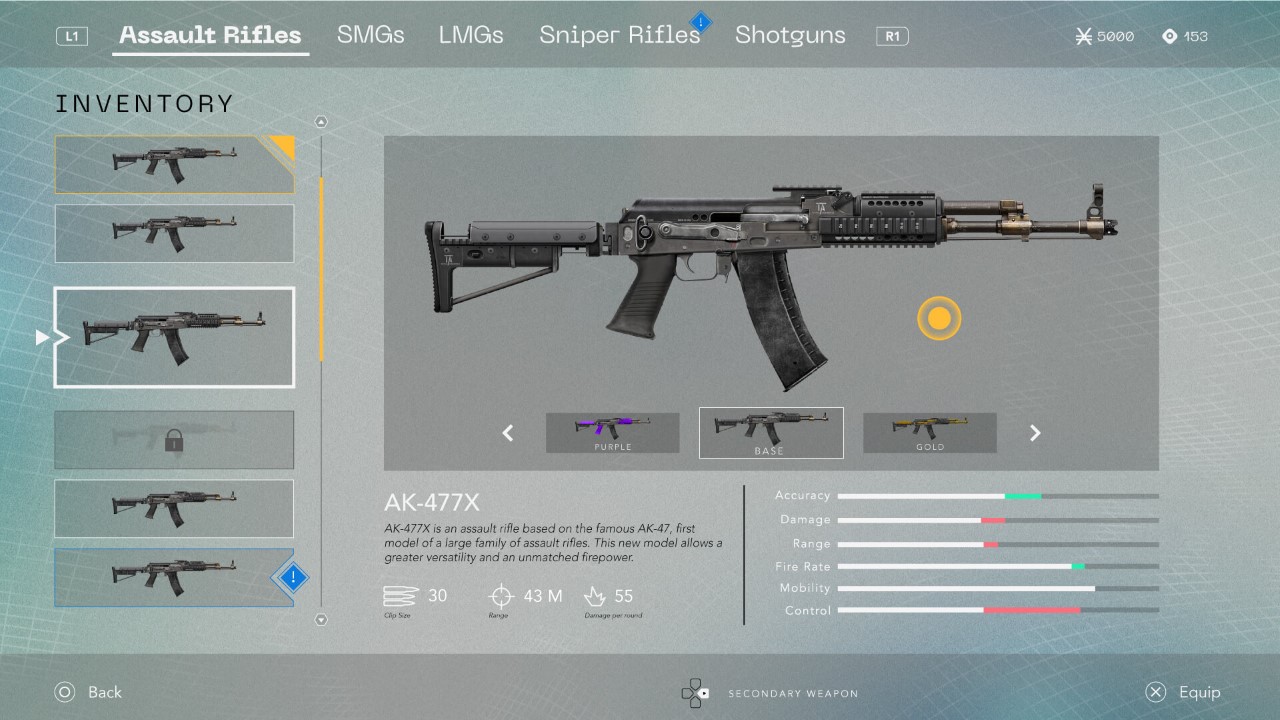 L1 Assault Rifles SMGs LMGs Sniper Rifles ! Shotguns R1 5000 153
INVENTORY
!
PURPLE BASE GOLD
AK-477X
AK-477X is an assault rifle based on the famous AK-47, first
model of a large family of assault rifles. This new model allows a
greater versatility and an unmatched firepower.
30 43 M 55
Clip Size Range Damage per round
Accuracy
Damage
Range
Fire Rate
Mobility
Control
Back SECONDARY WEAPON Equip